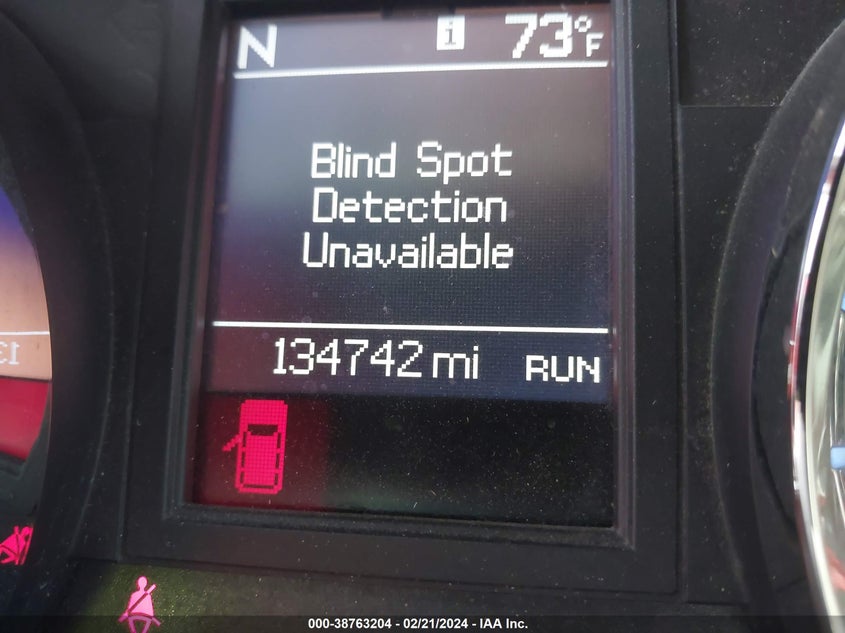 N i 73°F
Blind Spot
Detection
Unavailable
134742 mi RUN
000-38763204 - 02/21/2024 - IAA Inc.